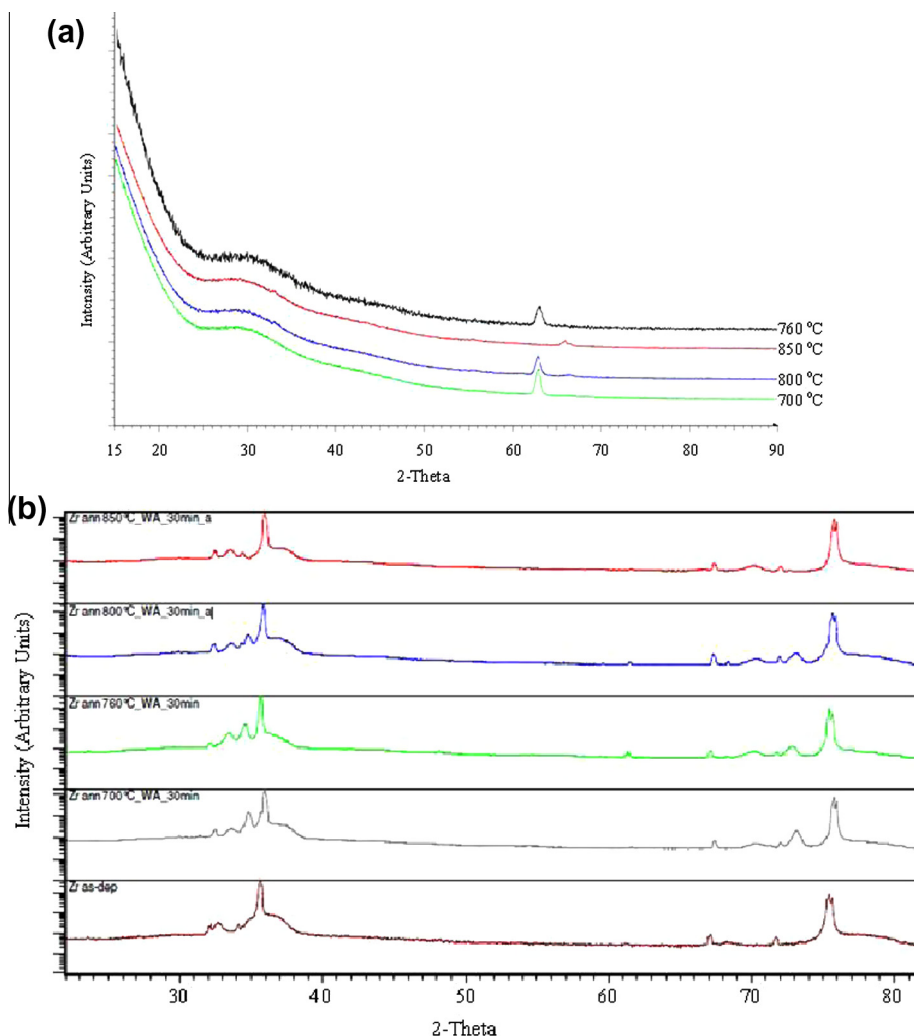 (a)
Intensity (Arbitrary Units)
760 °C
850 °C
800 °C
700 °C
15 20 30 40 50 60 70 80 90
2-Theta
(b)
Zr ann 850°C_WA_30min_a
Zr ann 800°C_WA_30min_a
Zr ann 760°C_WA_30min
Zr ann 700°C_WA_30min
Zr as-dep
Intensity (Arbitrary Units)
30 40 50 60 70 80
2-Theta